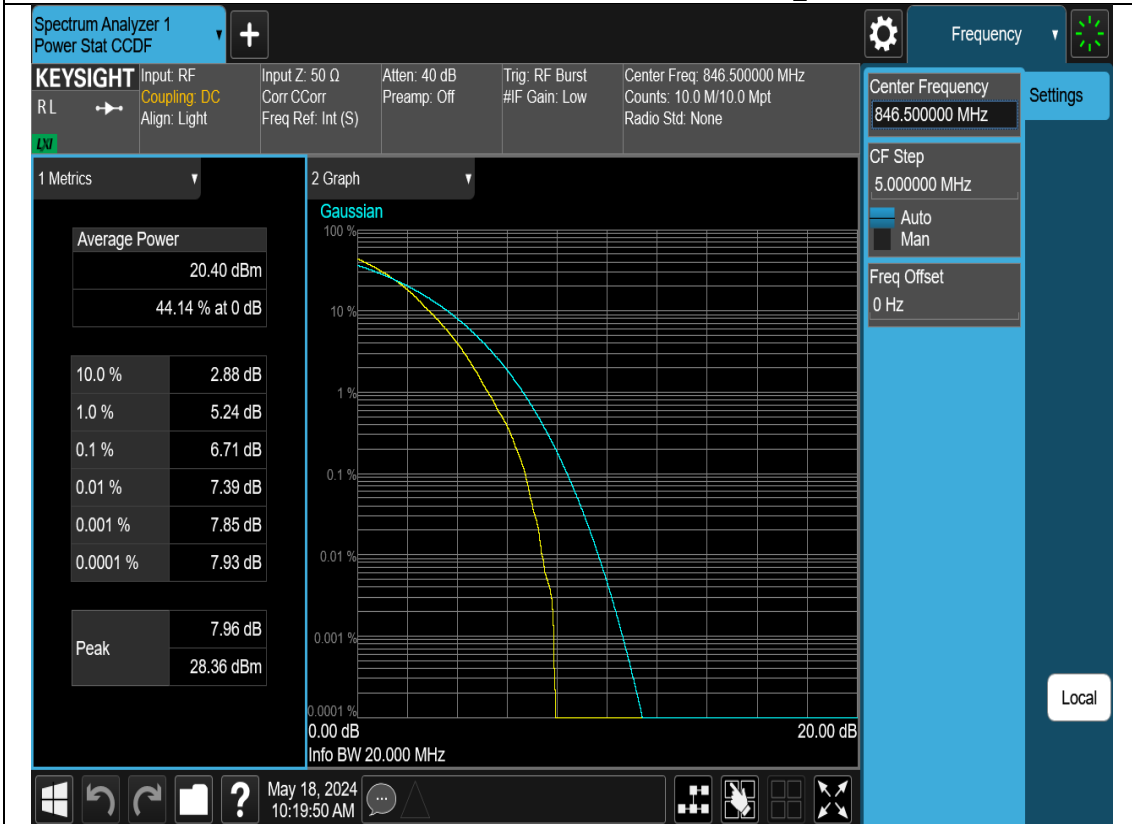 Spectrum Analyzer 1
Power Stat CCDF
Frequency
KEYSIGHT
RL
LXI
Input: RF
Coupling: DC
Align: Light
Input Z: 50 Ω
Corr CCorr
Freq Ref: Int (S)
Atten: 40 dB
Preamp: Off
Trig: RF Burst
#IF Gain: Low
Center Freq: 846.500000 MHz
Counts: 10.0 M/10.0 Mpt
Radio Std: None
Center Frequency
846.500000 MHz
Settings
CF Step
5.000000 MHz
Auto
Man
Freq Offset
0 Hz
Local
1 Metrics
Average Power
20.40 dBm
44.14 % at 0 dB
10.0 % 2.88 dB
1.0 % 5.24 dB
0.1 % 6.71 dB
0.01 % 7.39 dB
0.001 % 7.85 dB
0.0001 % 7.93 dB
Peak
7.96 dB
28.36 dBm
2 Graph
Gaussian
100 %
10 %
1 %
0.1 %
0.01 %
0.001 %
0.0001 %
0.00 dB 20.00 dB
Info BW 20.000 MHz
?
May 18, 2024
10:19:50 AM